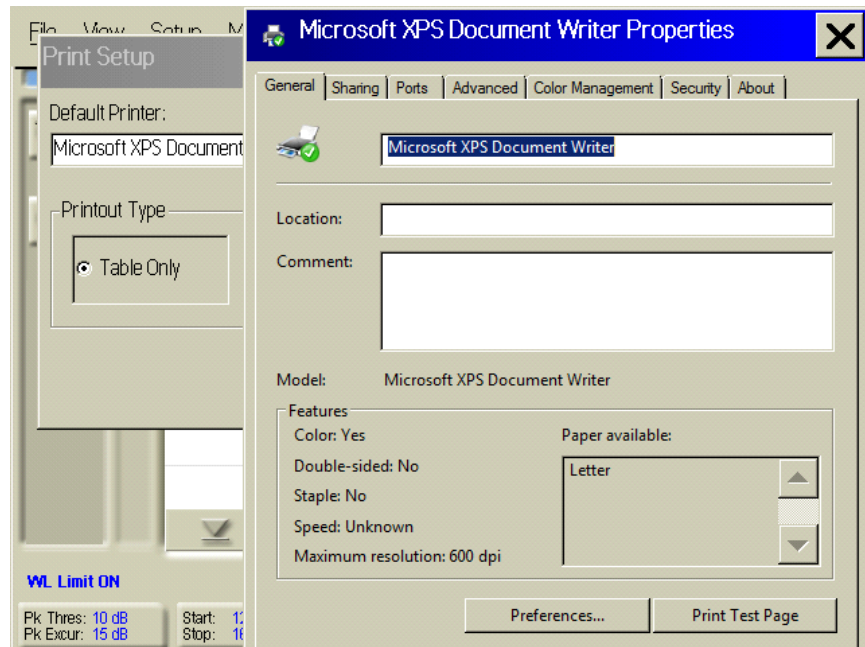 File View Setup
Print Setup
Default Printer:
Microsoft XPS Document
Printout Type
Table Only
WL Limit ON
Pk Thres: 10 dB
Pk Excur: 15 dB
Start:
Stop:
Microsoft XPS Document Writer Properties
General Sharing Ports Advanced Color Management Security About
Microsoft XPS Document Writer
Location:
Comment:
Model: Microsoft XPS Document Writer
Features
Color: Yes
Double-sided: No
Staple: No
Speed: Unknown
Maximum resolution: 600 dpi
Paper available:
Letter
Preferences... Print Test Page